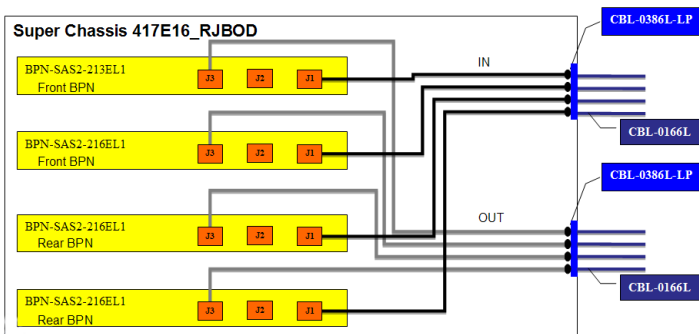 Super Chassis 417E16_RJBOD
CBL-0386L-LP
IN
BPN-SAS2-213EL1
Front BPN
J3 J2 J1
CBL-0166L
BPN-SAS2-216EL1
Front BPN
J3 J2 J1
CBL-0386L-LP
OUT
BPN-SAS2-216EL1
Rear BPN
J3 J2 J1
CBL-0166L
BPN-SAS2-216EL1
Rear BPN
J3 J2 J1